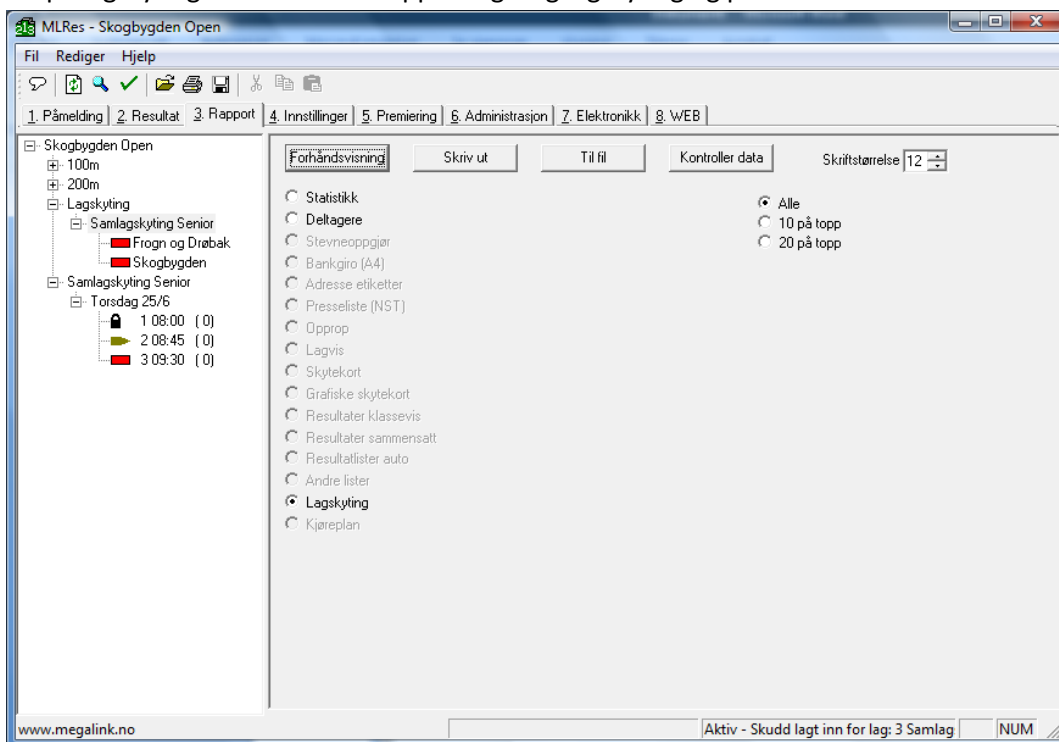 MLRes - Skogbygden Open
Fil Rediger Hjelp
1. Påmelding 2. Resultat 3. Rapport 4. Innstillinger 5. Premiering 6. Administrasjon 7. Elektronikk 8. WEB
Skogbygden Open
100m
200m
Lagskyting
Samlagskyting Senior
Frogn og Drøbak
Skogbygden
Samlagskyting Senior
Torsdag 25/6
1 08:00 ( 0)
2 08:45 ( 0)
3 09:30 ( 0)
Forhåndsvisning Skriv ut Til fil Kontroller data Skriftstørrelse 12
Statistikk
Deltagere
Stevneoppgjør
Bankgiro (A4)
Adresse etiketter
Presseliste (NST)
Opprop
Lagvis
Skytekort
Grafiske skytekort
Resultater klassevis
Resultater sammensatt
Resultatlister auto
Andre lister
Lagskyting
Kjøreplan
Alle
10 på topp
20 på topp
www.megalink.no Aktiv - Skudd lagt inn for lag: 3 Samlag NUM